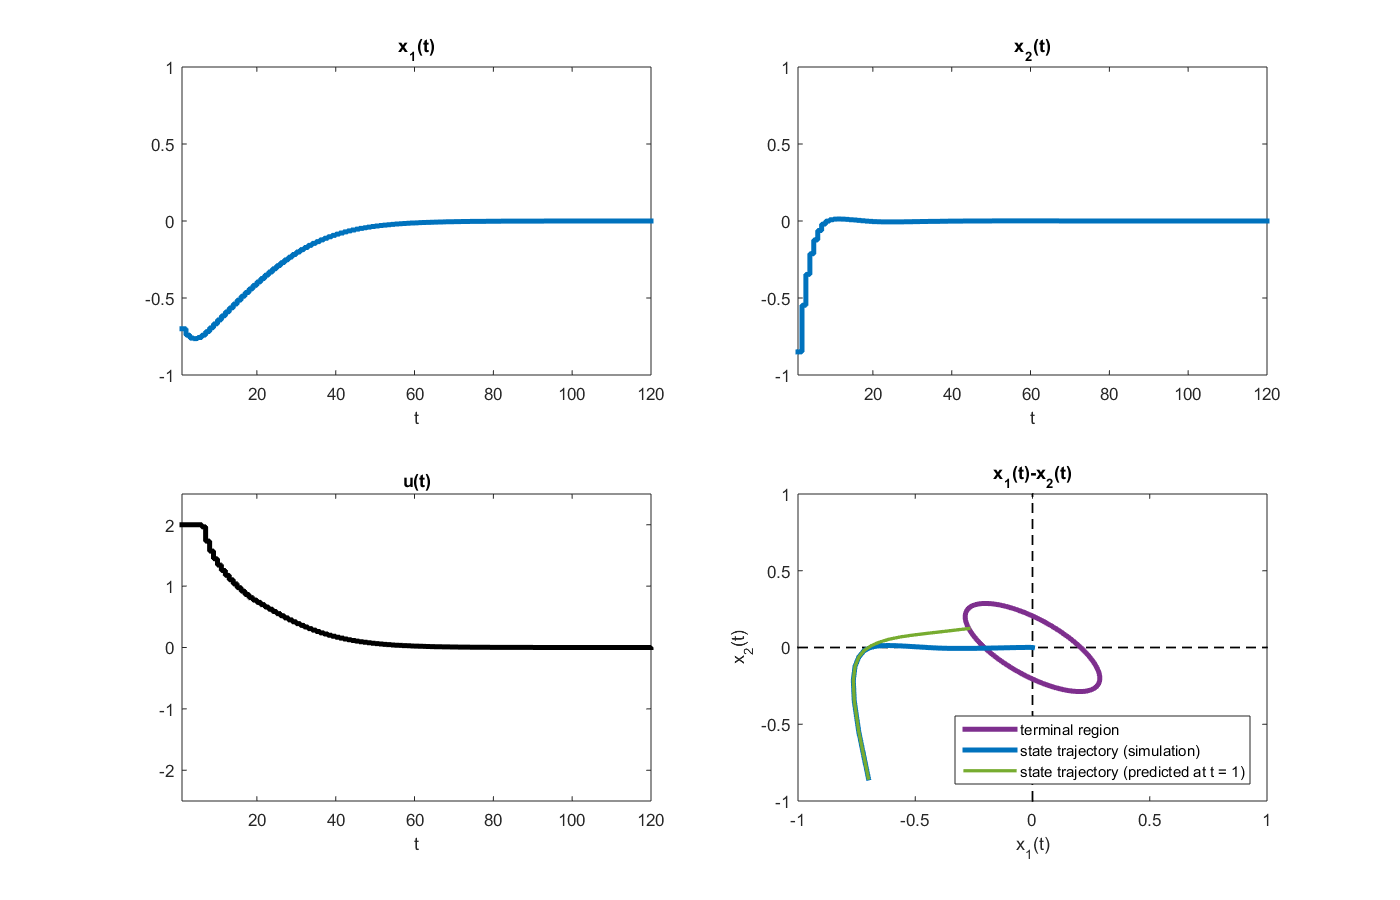 x₁(t)
1
0.5
0
-0.5
-1
20 40 60 80 100 120
t
x₂(t)
1
0.5
0
-0.5
-1
20 40 60 80 100 120
t
u(t)
2
1
0
-1
-2
20 40 60 80 100 120
t
x₁(t)-x₂(t)
1
0.5
0
-0.5
-1
x₂(t)
terminal region
state trajectory (simulation)
state trajectory (predicted at t = 1)
-1 -0.5 0 0.5 1
x₁(t)